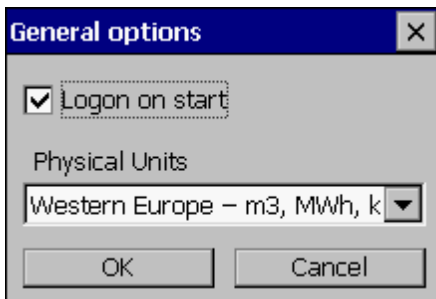 General options
Logon on start
Physical Units
Western Europe – m3, MWh, k
OK
Cancel